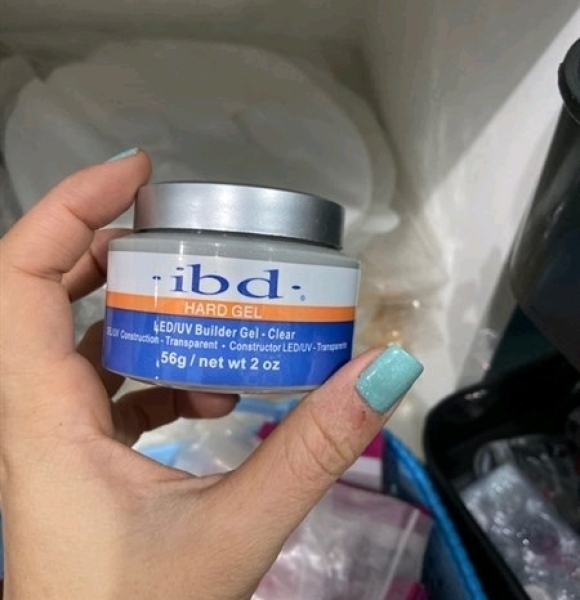 ibd
HARD GEL
LED/UV Builder Gel - Clear
UV Construction - Transparent • Constructor LED/UV - Transparente
56g / net wt 2 oz